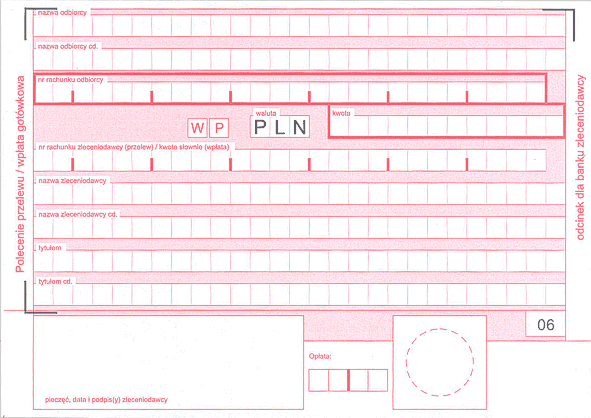 nazwa odbiorcy
nazwa odbiorcy cd.
nr rachunku odbiorcy
W P
waluta
PLN
kwota
nr rachunku zleceniodawcy (przelew) / kwota słownie (wpłata)
nazwa zleceniodawcy
nazwa zleceniodawcy cd.
tytułem
tytułem cd.
Polecenie przelewu / wpłata gotówkowa
odcinek dla banku zleceniodawcy
06
Opłata:
pieczęć, data i podpis(y) zleceniodawcy